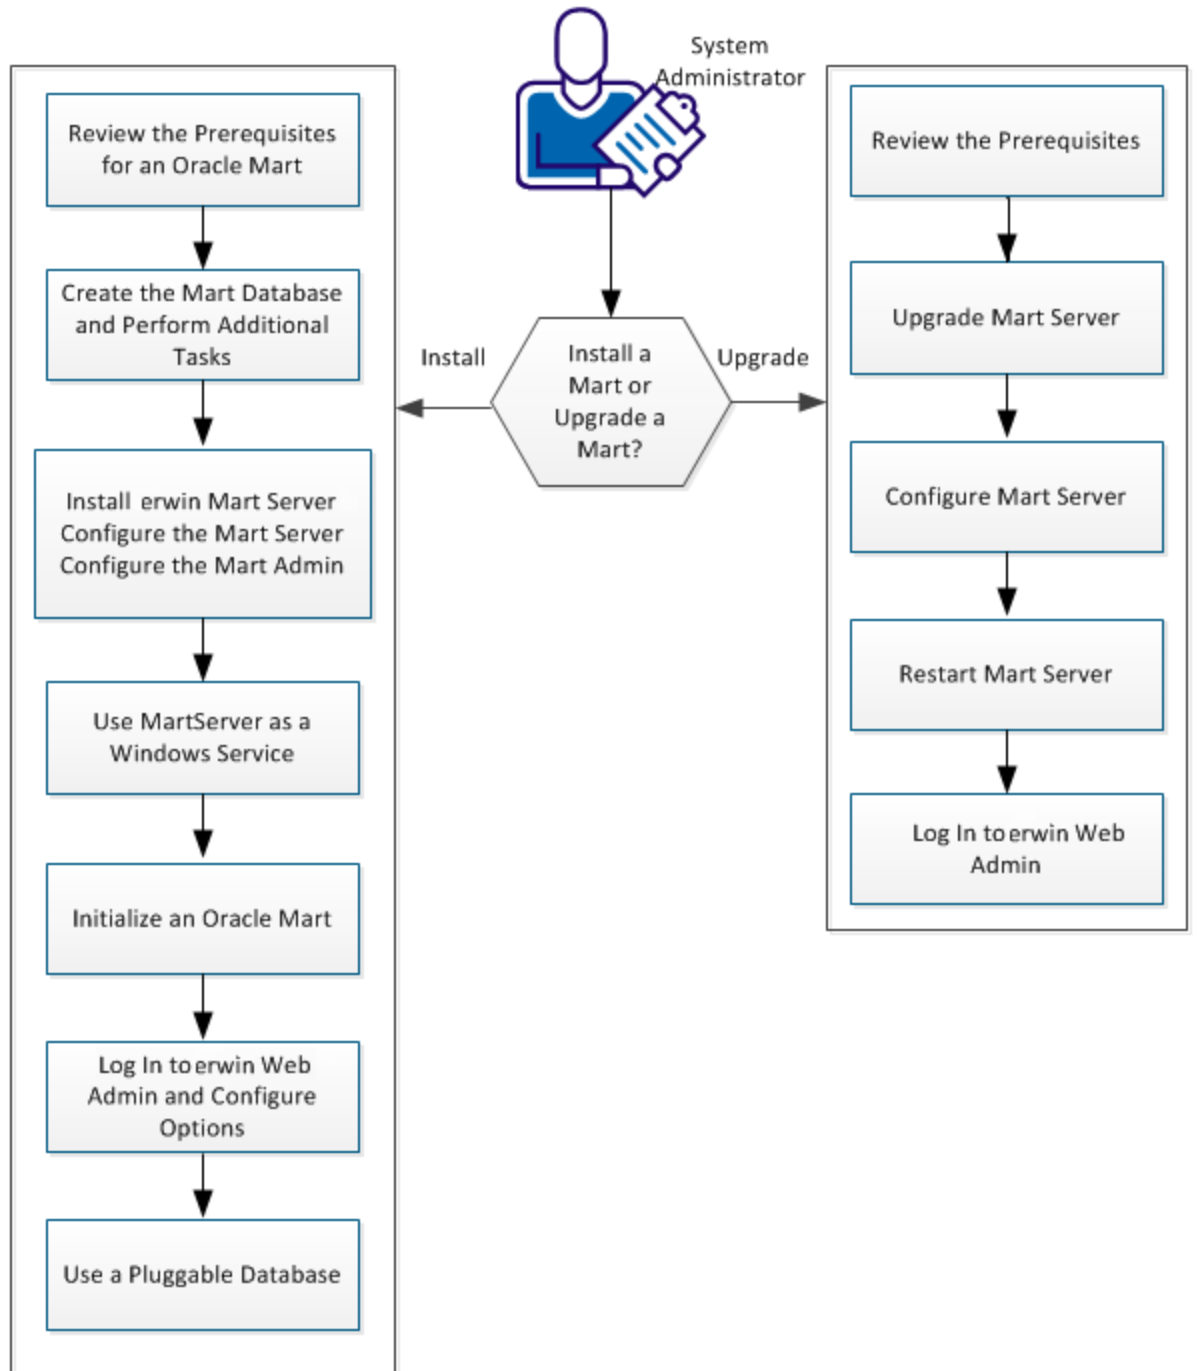 System
Administrator
Install a
Mart or
Upgrade a
Mart?
Install
Upgrade
Review the Prerequisites
for an Oracle Mart
Create the Mart Database
and Perform Additional
Tasks
Install erwin Mart Server
Configure the Mart Server
Configure the Mart Admin
Use MartServer as a
Windows Service
Initialize an Oracle Mart
Log In to erwin Web
Admin and Configure
Options
Use a Pluggable Database
Review the Prerequisites
Upgrade Mart Server
Configure Mart Server
Restart Mart Server
Log In to erwin Web
Admin